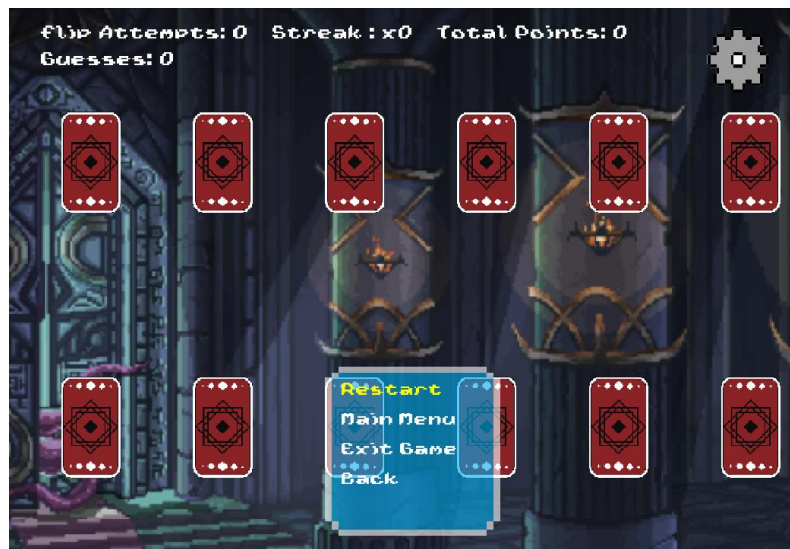 Flip Attempts: 0 Streak : x0 Total Points: 0
Guesses: 0
Restart
Main Menu
Exit Game
Back